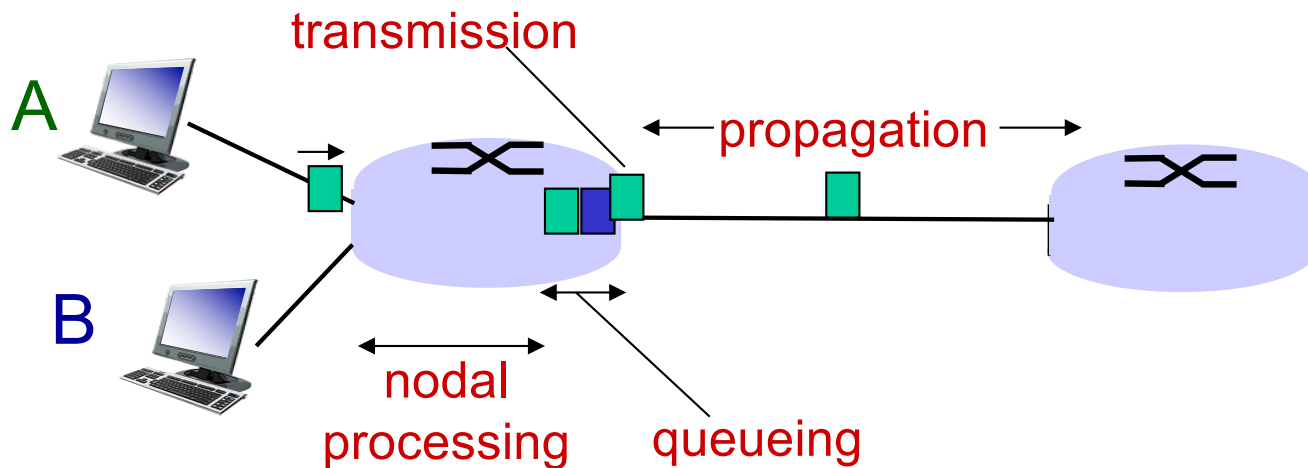 transmission
A
propagation
B
nodal
processing
queueing